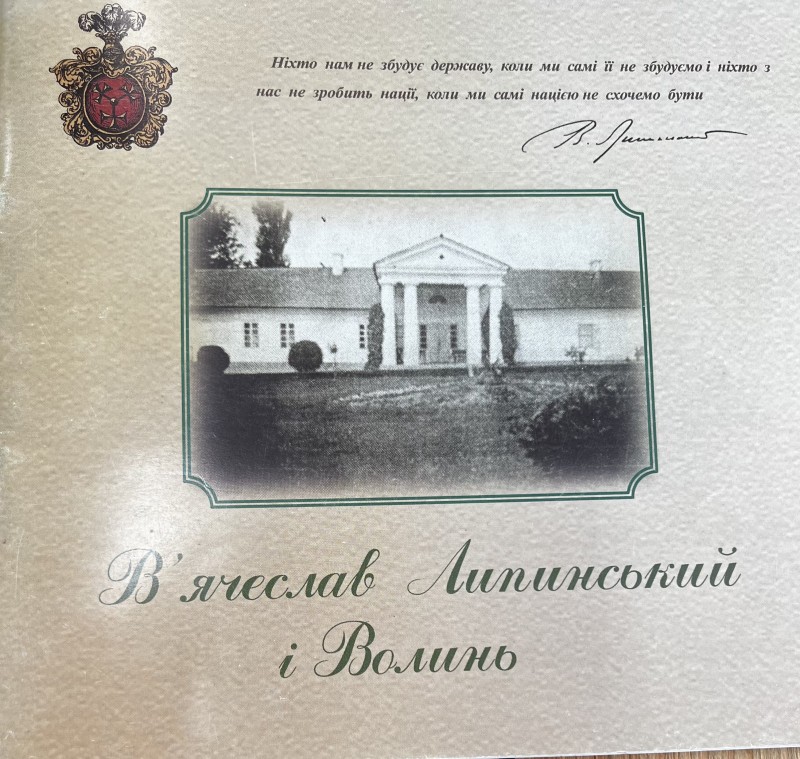 Ніхто нам не збудує державу, коли ми самі її не збудуємо і ніхто з
нас не зробить нації, коли ми самі нацією не схочемо бути
В. Липинський
В'ячеслав Липинський
і Волинь